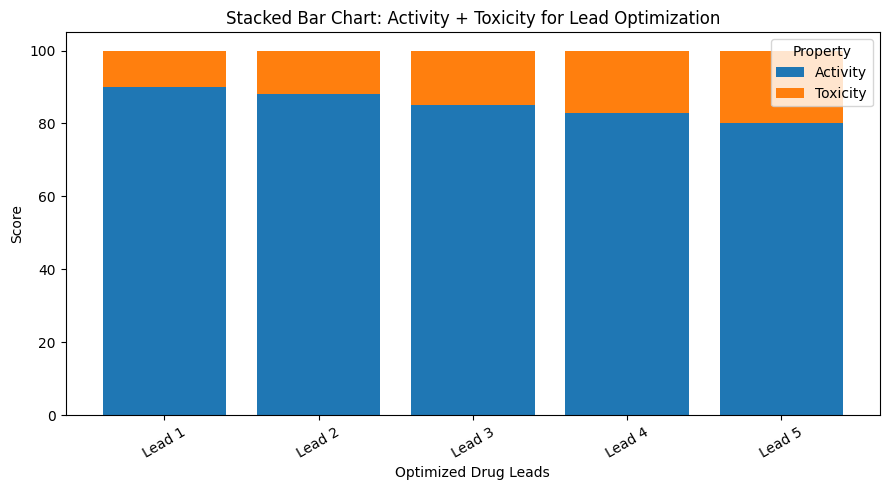 Stacked Bar Chart: Activity + Toxicity for Lead Optimization
Property
Activity
Toxicity
Score
100
80
60
40
20
0
Lead 1
Lead 2
Lead 3
Lead 4
Lead 5
Optimized Drug Leads